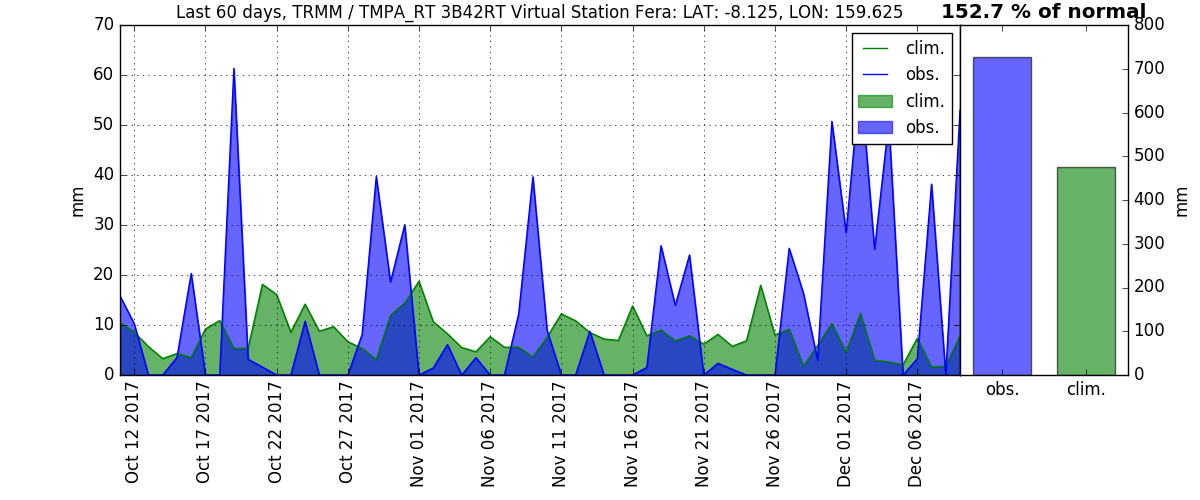 Last 60 days, TRMM / TMPA_RT 3B42RT Virtual Station Fera: LAT: -8.125, LON: 159.625
152.7 % of normal
70
60
50
40
30
20
10
0
mm
clim.
obs.
clim.
obs.
800
700
600
500
400
300
200
100
0
mm
Oct 12 2017
Oct 17 2017
Oct 22 2017
Oct 27 2017
Nov 01 2017
Nov 06 2017
Nov 11 2017
Nov 16 2017
Nov 21 2017
Nov 26 2017
Dec 01 2017
Dec 06 2017
obs.
clim.